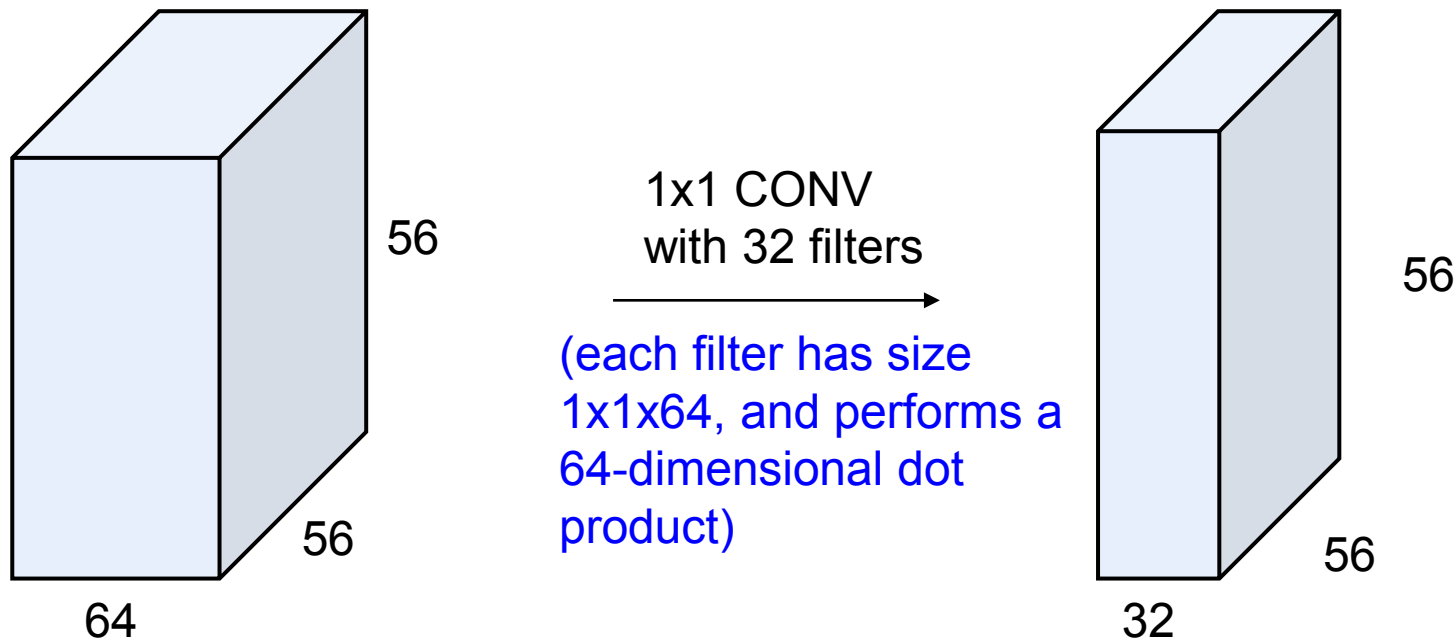 56
56
64
1x1 CONV
with 32 filters
(each filter has size
1x1x64, and performs a
64-dimensional dot
product)
56
56
32